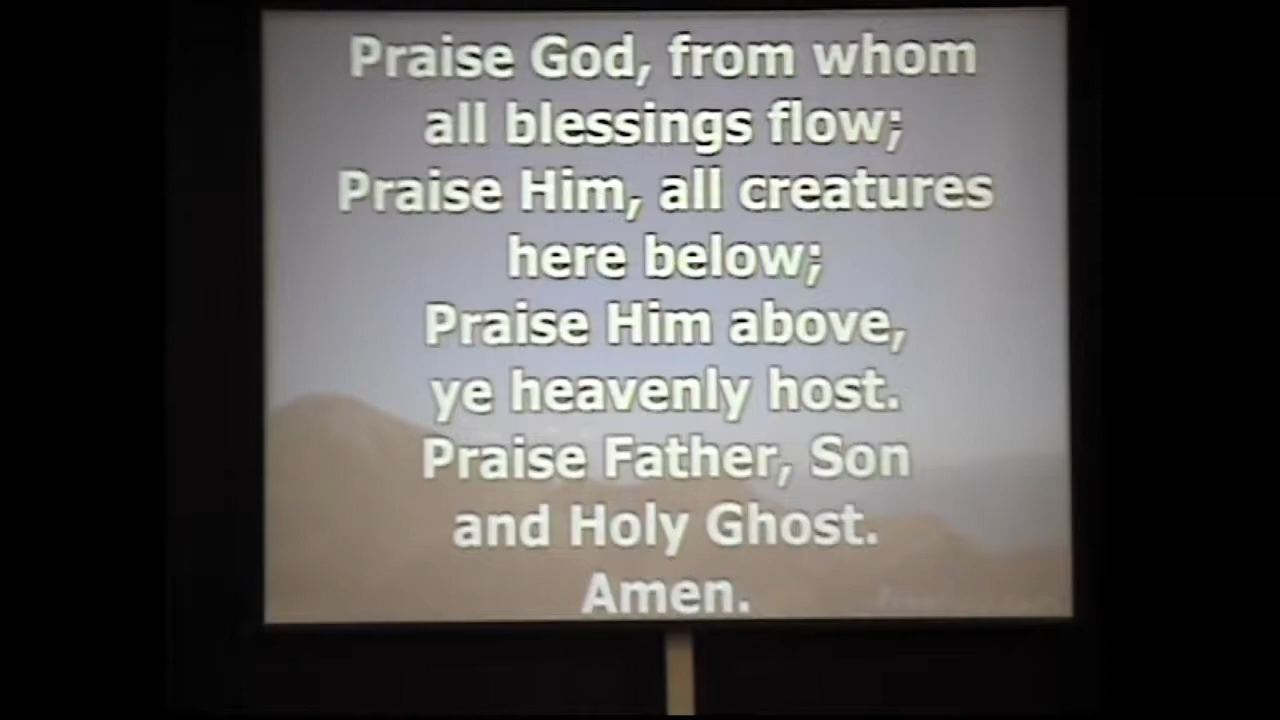 Praise God, from whom
all blessings flow;
Praise Him, all creatures
here below;
Praise Him above,
ye heavenly host.
Praise Father, Son
and Holy Ghost.
Amen.